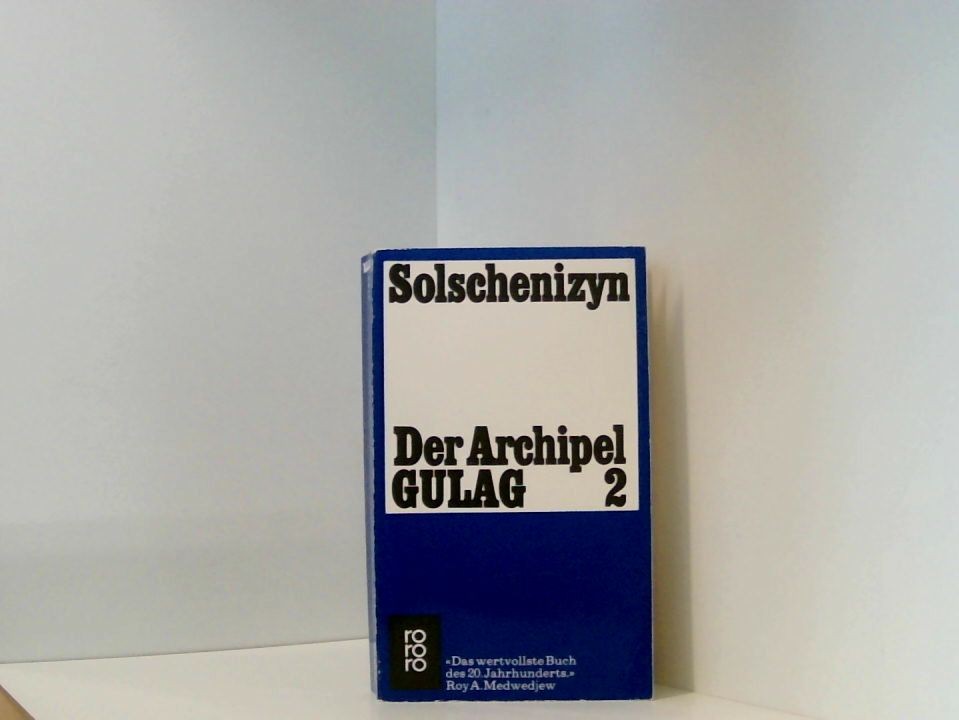 Solschenizyn
Der Archipel
GULAG 2
ro
ro
ro
«Das wertvollste Buch
des 20. Jahrhunderts.»
Roy A. Medwedjew